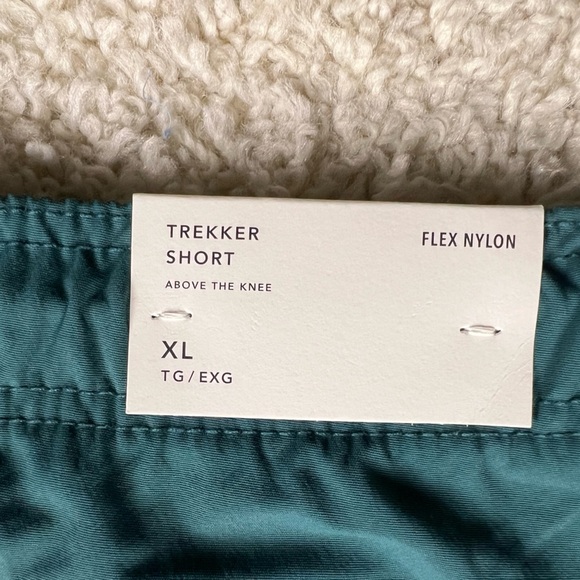 TREKKER
SHORT
FLEX NYLON
ABOVE THE KNEE
XL
TG/EXG